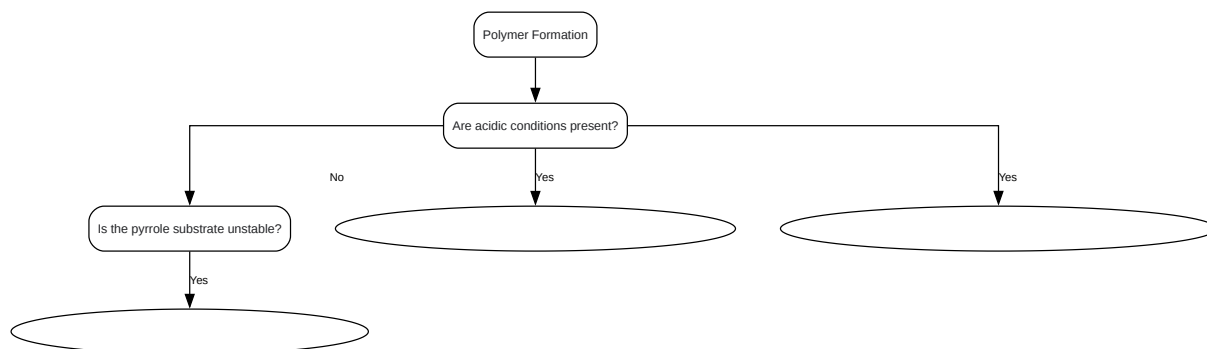 Polymer Formation
Are acidic conditions present?
No
Yes
Yes
Is the pyrrole substrate unstable?
Yes